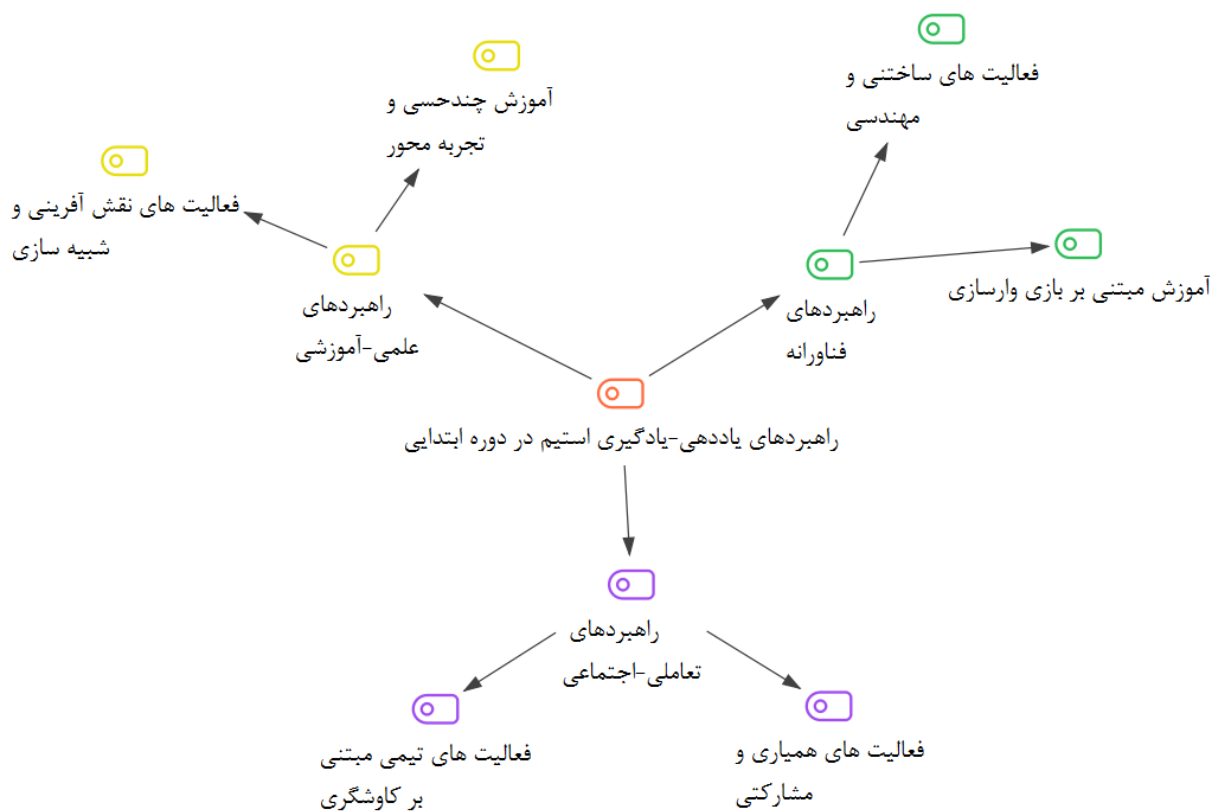 فعالیت های ساختنی و
مهندسی
آموزش چندحسی و
تجربه محور
فعالیت های نقش آفرینی و
شبیه سازی
آموزش مبتنی بر بازی وارسازی
راهبردهای
فناورانه
راهبردهای
علمی-آموزشی
راهبردهای یاددهی-یادگیری استیم در دوره ابتدایی
راهبردهای
تعاملی-اجتماعی
فعالیت های همیاری و
مشارکتی
فعالیت های تیمی مبتنی
بر کاوشگری